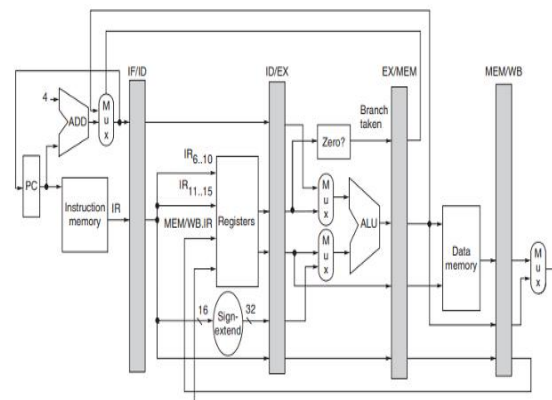 IF/ID
ID/EX
EX/MEM
MEM/WB
4
ADD
M
u
x
Branch
taken
Zero?
IR6..10
IR11..15
MEM/WB.IR
PC
Instruction
memory
IR
Registers
M
u
x
M
u
x
ALU
Data
memory
M
u
x
16
Sign-
extend
32